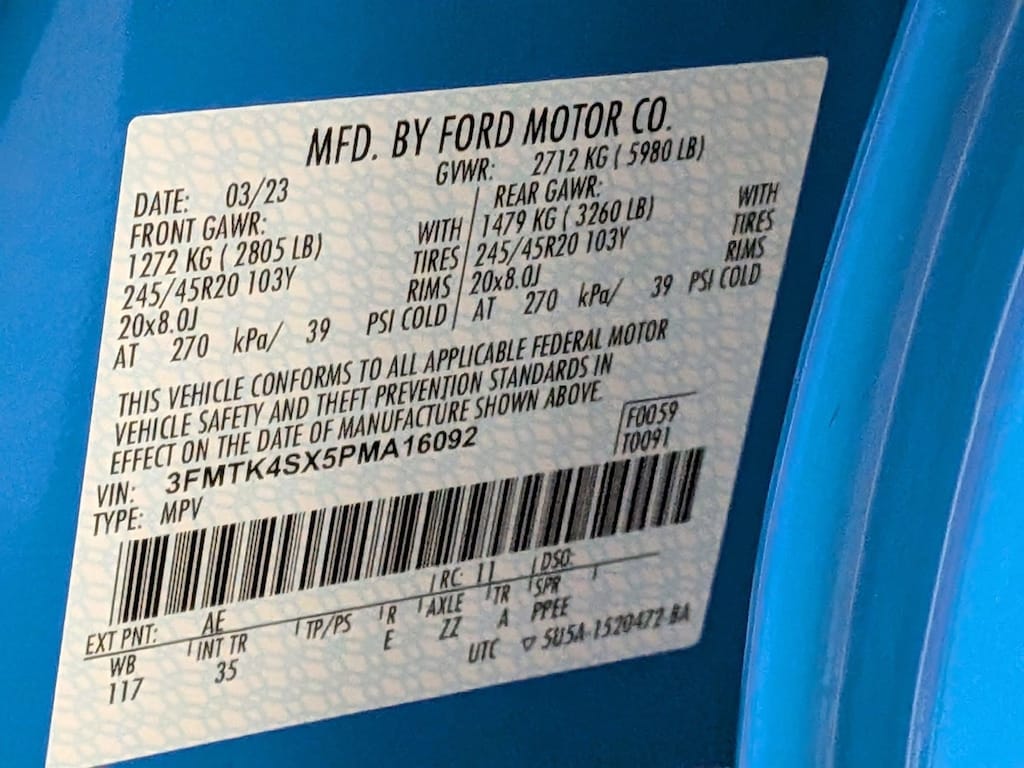 MFD. BY FORD MOTOR CO.
DATE: 03/23 GVWR: 2712 KG ( 5980 LB)
FRONT GAWR: REAR GAWR:
1272 KG ( 2805 LB) WITH 1479 KG ( 3260 LB) WITH
245/45R20 103Y TIRES 245/45R20 103Y TIRES
20x8.0J RIMS 20x8.0J RIMS
AT 270 kPa/ 39 PSI COLD AT 270 kPa/ 39 PSI COLD
THIS VEHICLE CONFORMS TO ALL APPLICABLE FEDERAL MOTOR
VEHICLE SAFETY AND THEFT PREVENTION STANDARDS IN
EFFECT ON THE DATE OF MANUFACTURE SHOWN ABOVE.
VIN: 3FMTK4SX5PMA16092 F0059
TYPE: MPV T0091
EXT PNT: AE RC: 11 DSO:
WB INT TR TP/PS R AXLE TR SPR
117 35 E ZZ A PPEE
UTC ▽ 5U5A-1520472-BA